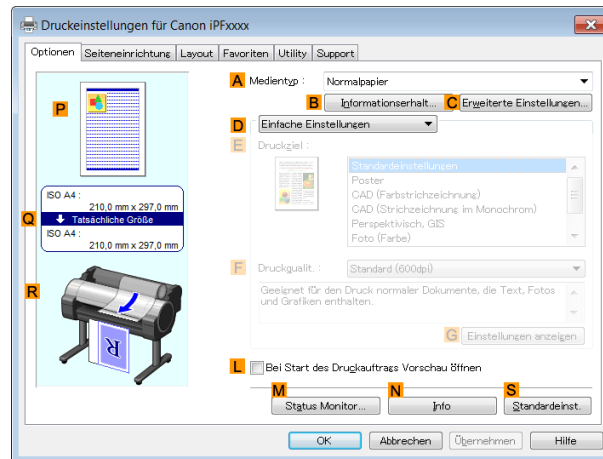 Druckeinstellungen für Canon iPFxxxx
Optionen Seiteneinrichtung Layout Favoriten Utility Support
A Medientyp : Normalpapier
B Informationserhalt... C Erweiterte Einstellungen...
D Einfache Einstellungen
E Druckziel :
Standardeinstellungen
Poster
CAD (Farbstrichzeichnung)
CAD (Strichzeichnung im Monochrom)
Perspektivisch, GIS
Foto (Farbe)
F Druckqualit. : Standard (600dpi)
Geeignet für den Druck normaler Dokumente, die Text, Fotos
und Grafiken enthalten.
G Einstellungen anzeigen
P
ISO A4 :
210,0 mm x 297,0 mm
Q Tatsächliche Größe
ISO A4 :
210,0 mm x 297,0 mm
R
R
L Bei Start des Druckauftrags Vorschau öffnen
M N S
Status Monitor... Info Standardeinst.
OK Abbrechen Übernehmen Hilfe